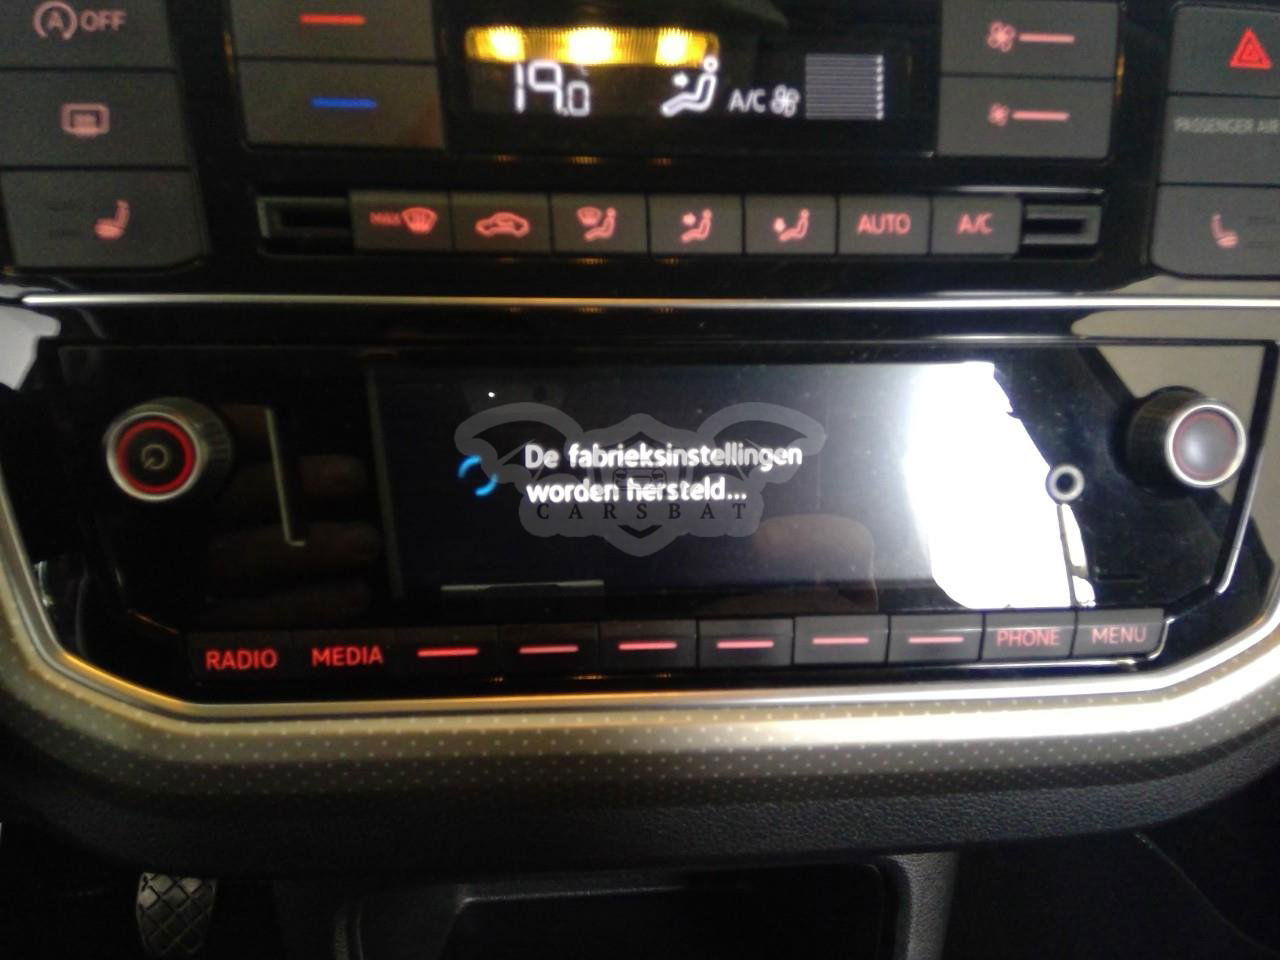 OFF
19.0
A/C
PASSENGER AIR
MAX
AUTO
A/C
De fabrieksinstellingen
worden hersteld...
CARSBAT
RADIO
MEDIA
PHONE
MENU